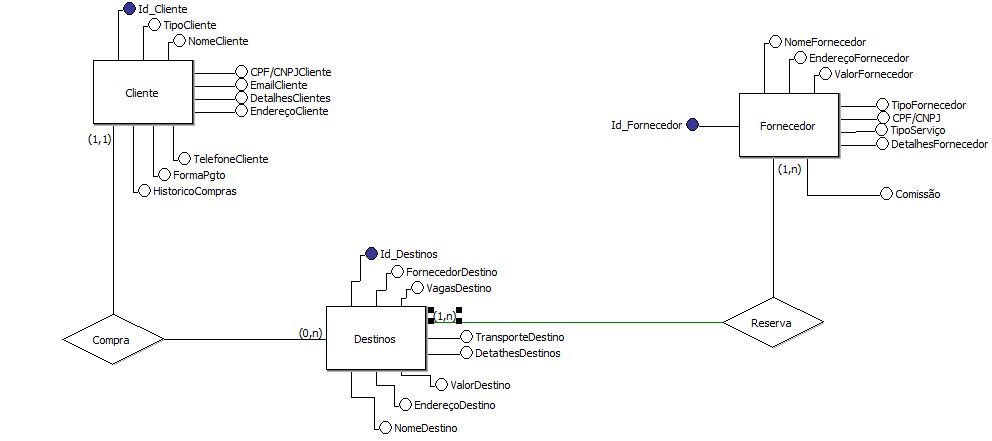 Id_Cliente
TipoCliente
NomeCliente
Cliente
CPF/CNPJCliente
EmailCliente
DetalhesClientes
EndereçoCliente
(1,1)
TelefoneCliente
FormaPgto
HistoricoCompras
NomeFornecedor
EndereçoFornecedor
ValorFornecedor
Id_Fornecedor
Fornecedor
TipoFornecedor
CPF/CNPJ
TipoServiço
DetalhesFornecedor
(1,n)
Comissão
Id_Destinos
FornecedorDestino
VagasDestino
(1,n)
Compra
(0,n)
Destinos
TransporteDestino
DetathesDestinos
Reserva
ValorDestino
EndereçoDestino
NomeDestino